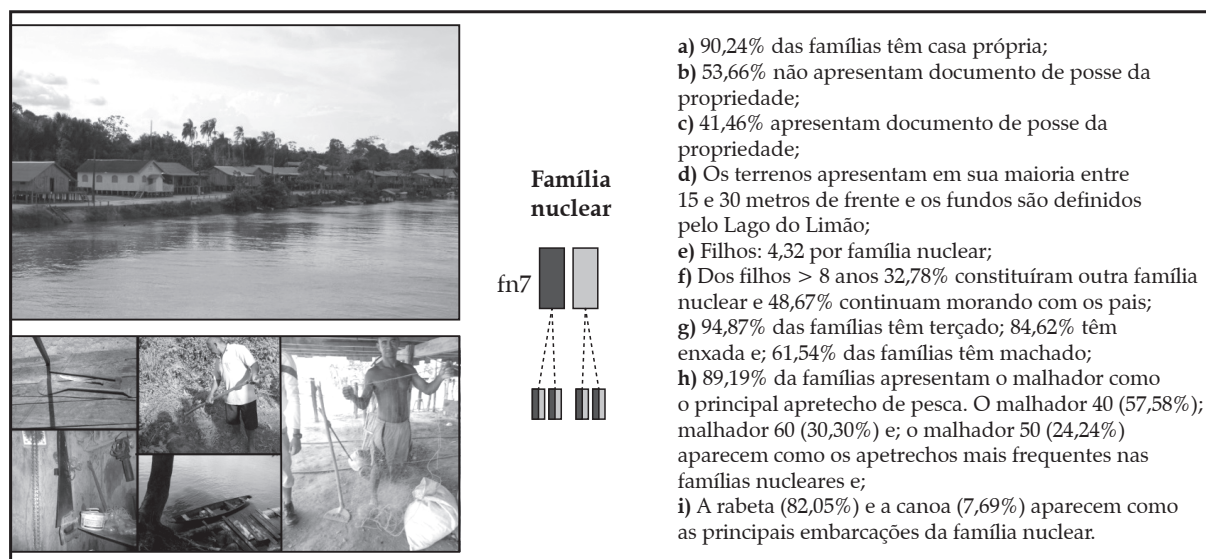 Família
nuclear
fn7
a) 90,24% das famílias têm casa própria;
b) 53,66% não apresentam documento de posse da
propriedade;
c) 41,46% apresentam documento de posse da
propriedade;
d) Os terrenos apresentam em sua maioria entre
15 e 30 metros de frente e os fundos são definidos
pelo Lago do Limão;
e) Filhos: 4,32 por família nuclear;
f) Dos filhos > 8 anos 32,78% constituíram outra família
nuclear e 48,67% continuam morando com os pais;
g) 94,87% das famílias têm terçado; 84,62% têm
enxada e; 61,54% das famílias têm machado;
h) 89,19% da famílias apresentam o malhador como
o principal apretecho de pesca. O malhador 40 (57,58%);
malhador 60 (30,30%) e; o malhador 50 (24,24%)
aparecem como os apetrechos mais frequentes nas
famílias nucleares e;
i) A rabeta (82,05%) e a canoa (7,69%) aparecem como
as principais embarcações da família nuclear.